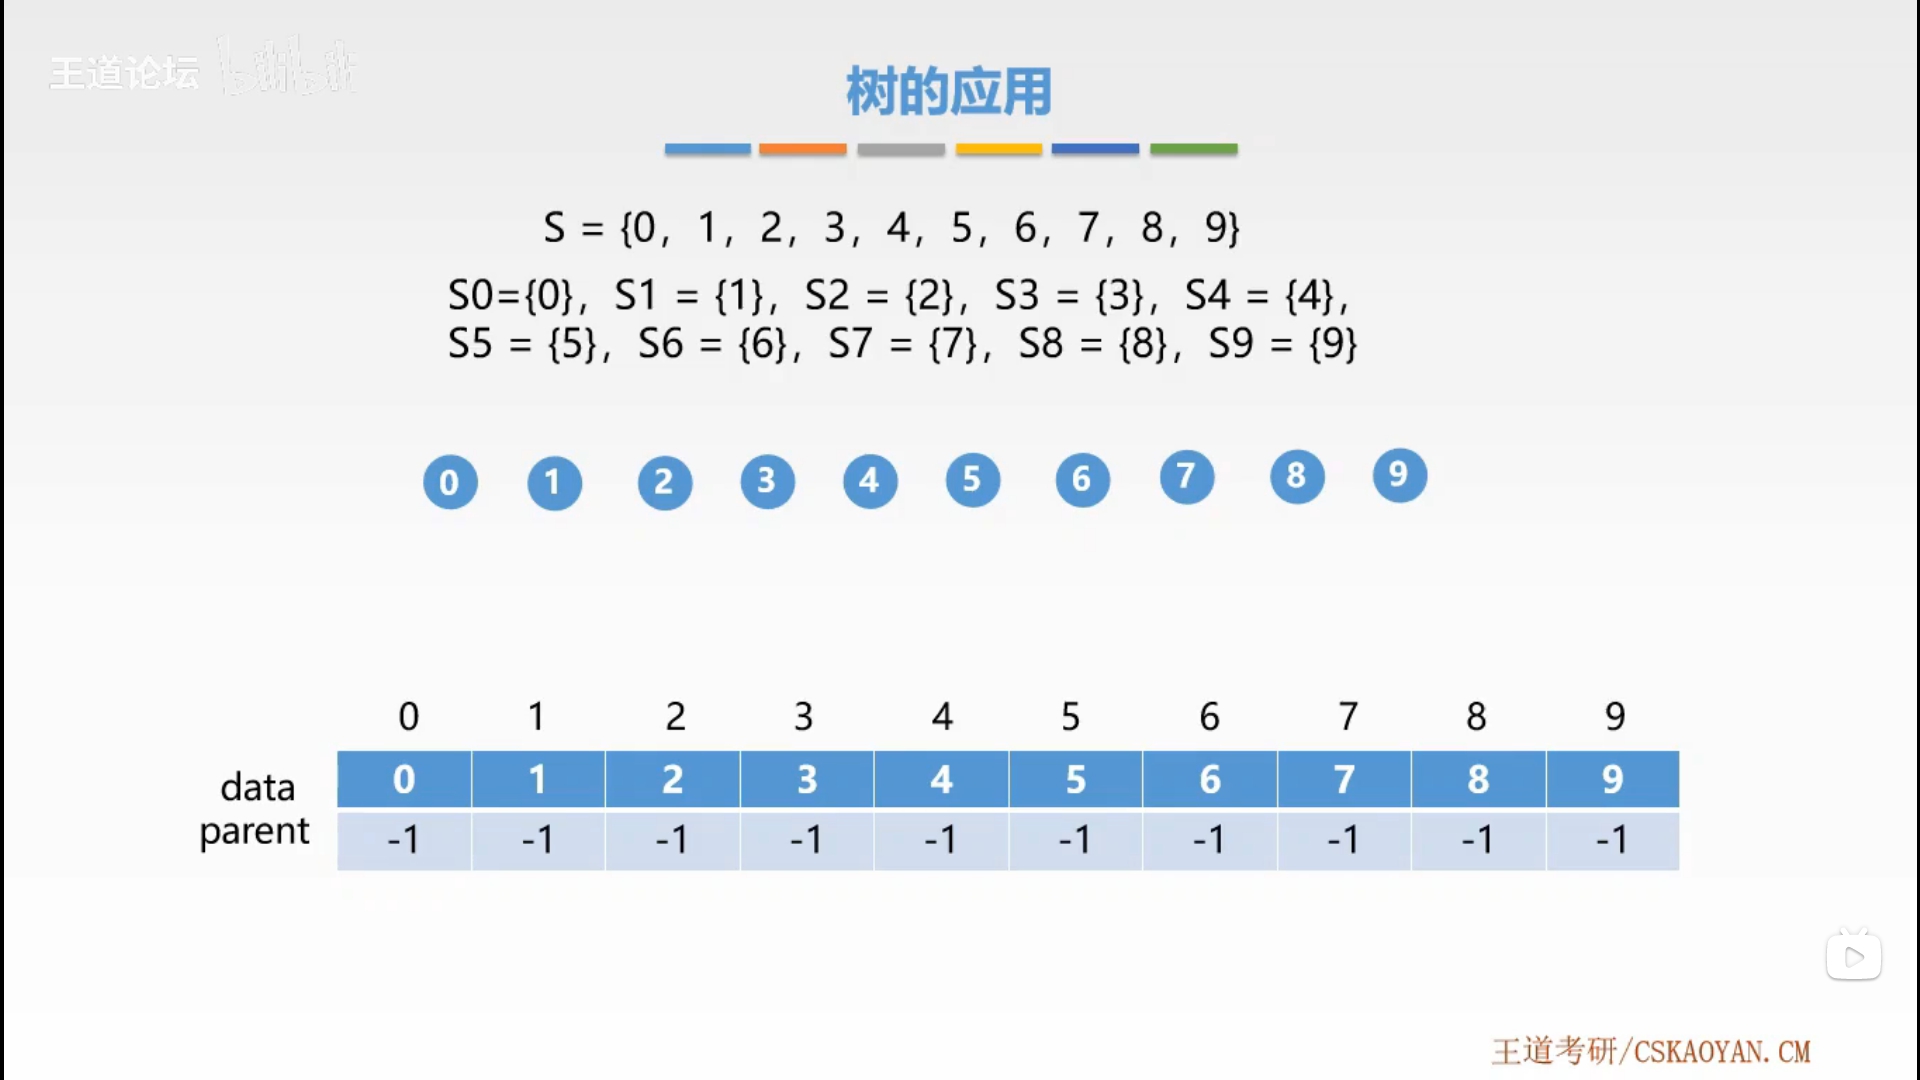 王道论坛 bilibili
树的应用
S = {0, 1, 2, 3, 4, 5, 6, 7, 8, 9}
S0={0}, S1 = {1}, S2 = {2}, S3 = {3}, S4 = {4},
S5 = {5}, S6 = {6}, S7 = {7}, S8 = {8}, S9 = {9}
0 1 2 3 4 5 6 7 8 9
0 1 2 3 4 5 6 7 8 9
data 0 1 2 3 4 5 6 7 8 9
parent -1 -1 -1 -1 -1 -1 -1 -1 -1 -1
王道考研/CSKAOYAN.CM